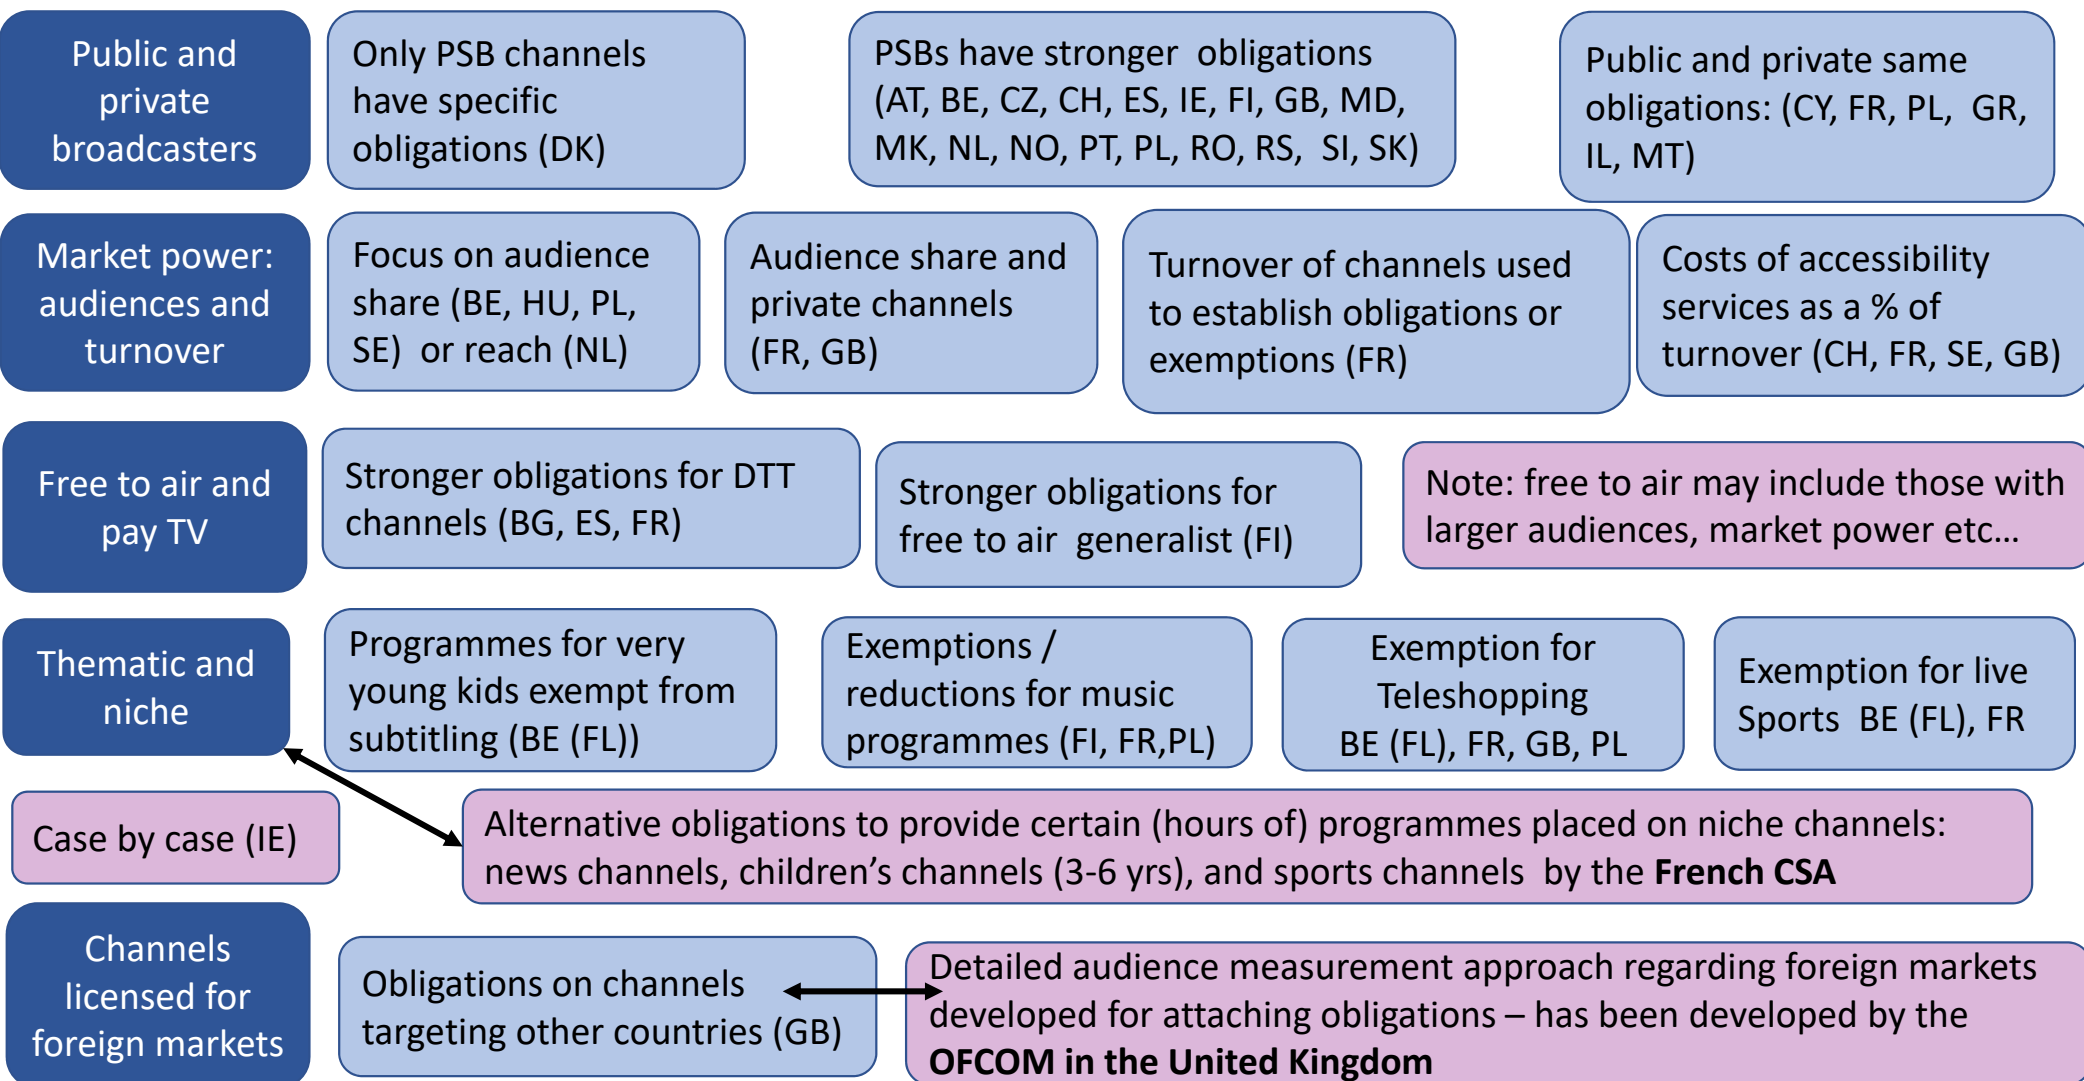 Public and
private
broadcasters
Only PSB channels
have specific
obligations (DK)
PSBs have stronger obligations
(AT, BE, CZ, CH, ES, IE, FI, GB, MD,
MK, NL, NO, PT, PL, RO, RS, SI, SK)
Public and private same
obligations: (CY, FR, PL, GR,
IL, MT)
Market power:
audiences and
turnover
Focus on audience
share (BE, HU, PL,
SE) or reach (NL)
Audience share and
private channels
(FR, GB)
Turnover of channels used
to establish obligations or
exemptions (FR)
Costs of accessibility
services as a % of
turnover (CH, FR, SE, GB)
Free to air and
pay TV
Stronger obligations for DTT
channels (BG, ES, FR)
Stronger obligations for
free to air generalist (FI)
Note: free to air may include those with
larger audiences, market power etc…
Thematic and
niche
Programmes for very
young kids exempt from
subtitling (BE (FL))
Exemptions /
reductions for music
programmes (FI, FR,PL)
Exemption for
Teleshopping
BE (FL), FR, GB, PL
Exemption for live
Sports BE (FL), FR
Case by case (IE)
Alternative obligations to provide certain (hours of) programmes placed on niche channels:
news channels, children’s channels (3-6 yrs), and sports channels by the French CSA
Channels
licensed for
foreign markets
Obligations on channels
targeting other countries (GB)
Detailed audience measurement approach regarding foreign markets
developed for attaching obligations – has been developed by the
OFCOM in the United Kingdom